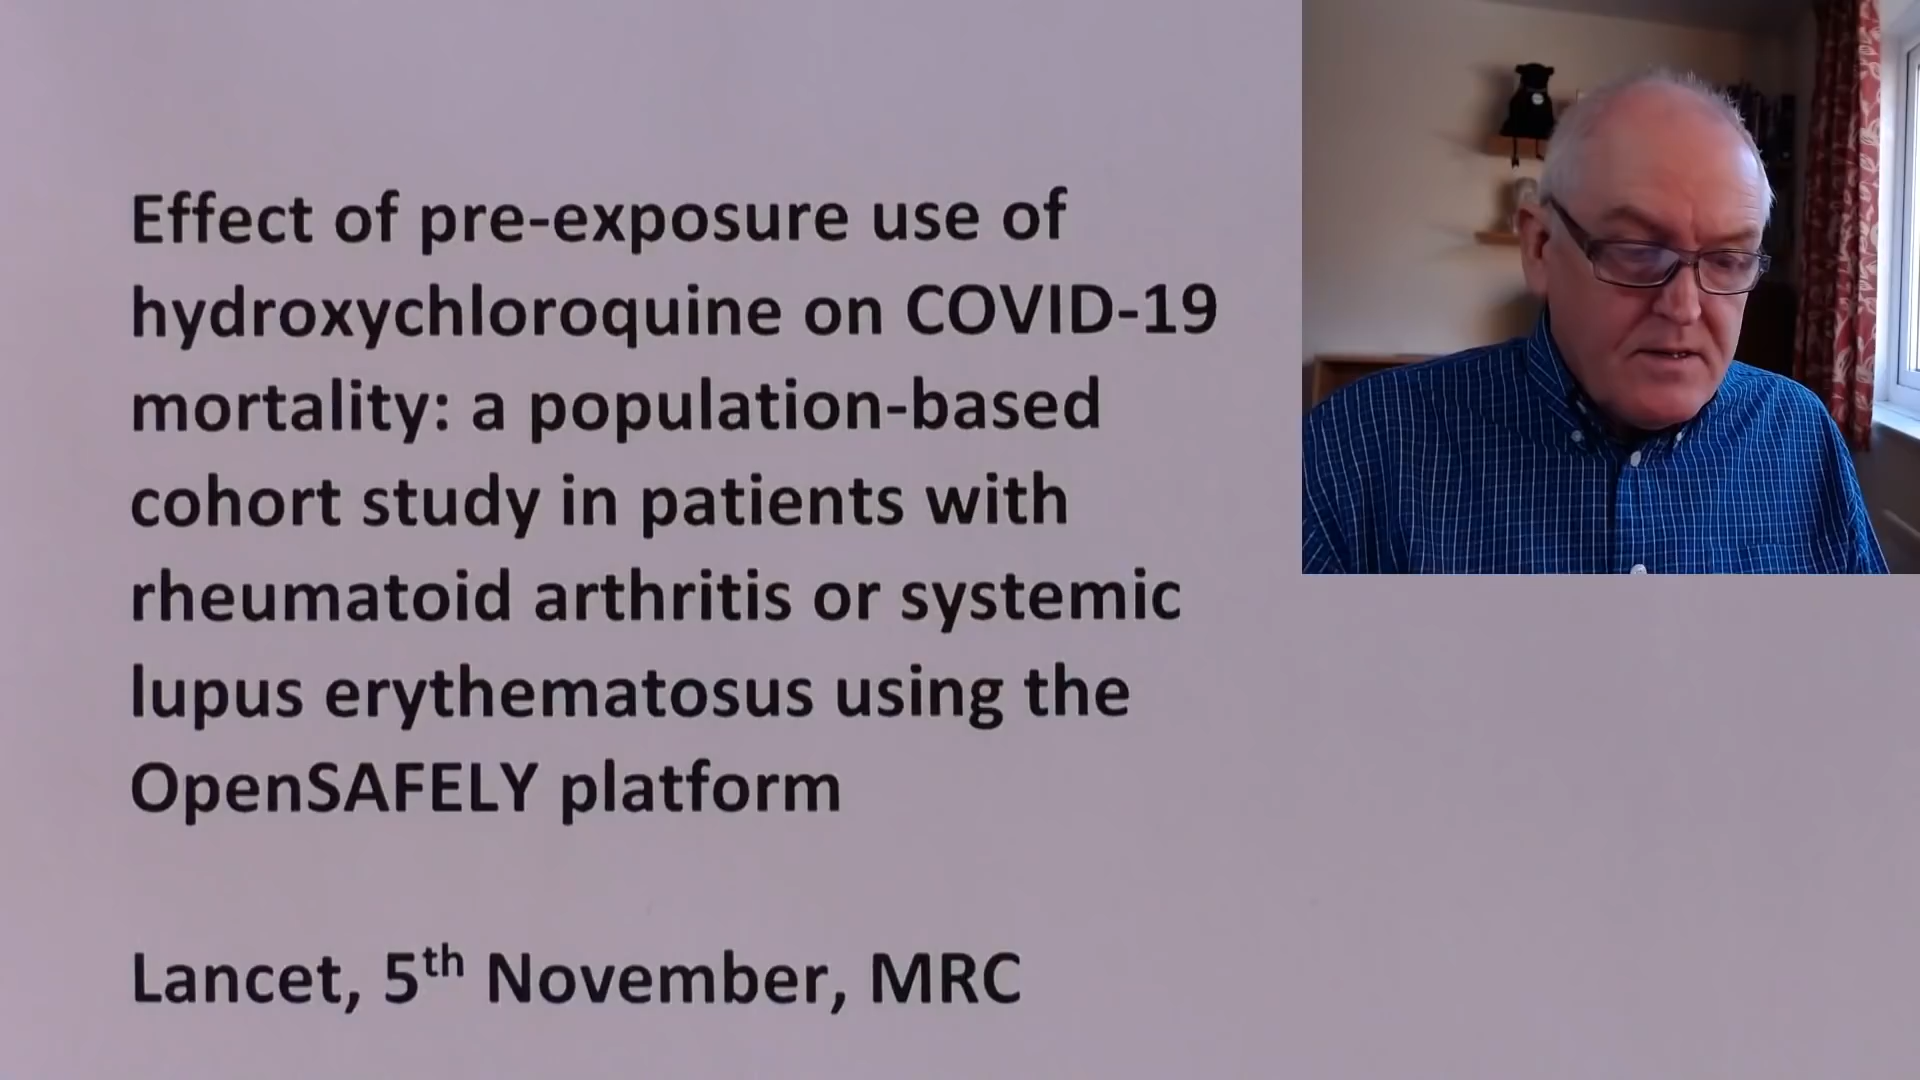 Effect of pre-exposure use of
hydroxychloroquine on COVID-19
mortality: a population-based
cohort study in patients with
rheumatoid arthritis or systemic
lupus erythematosus using the
OpenSAFELY platform
Lancet, 5th November, MRC